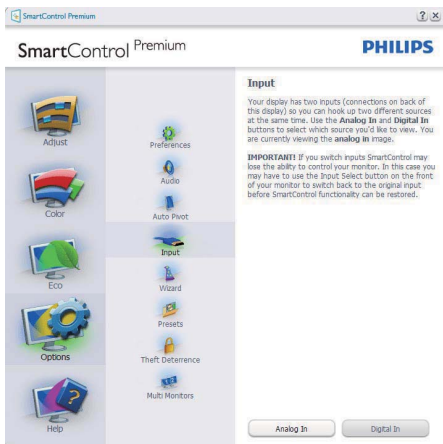 SmartControl Premium
SmartControl Premium
PHILIPS
Adjust
Color
Eco
Options
Help
Preferences
Audio
Auto Pivot
Input
Wizard
Presets
Theft Deterrence
Multi Monitors
Input
Your display has two inputs (connections on back of
this display) so you can hook up two different sources
at the same time. Use the Analog In and Digital In
buttons to select which source you'd like to view. You
are currently viewing the analog in image.
IMPORTANT! If you switch inputs SmartControl may
lose the ability to control your monitor. In this case you
may have to use the Input Select button on the front
of your monitor to switch back to the original input
before SmartControl functionality can be restored.
Analog In
Digital In